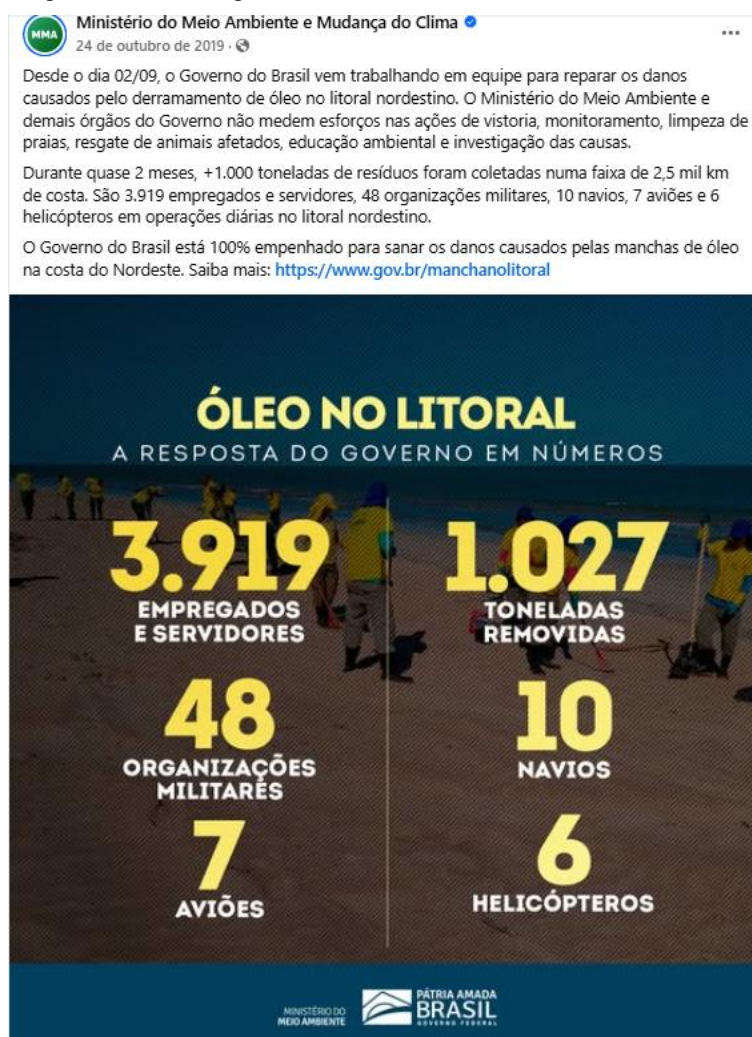 MMA
Ministério do Meio Ambiente e Mudança do Clima
24 de outubro de 2019 ·
Desde o dia 02/09, o Governo do Brasil vem trabalhando em equipe para reparar os danos
causados pelo derramamento de óleo no litoral nordestino. O Ministério do Meio Ambiente e
demais órgãos do Governo não medem esforços nas ações de vistoria, monitoramento, limpeza de
praias, resgate de animais afetados, educação ambiental e investigação das causas.
Durante quase 2 meses, +1.000 toneladas de resíduos foram coletadas numa faixa de 2,5 mil km
de costa. São 3.919 empregados e servidores, 48 organizações militares, 10 navios, 7 aviões e 6
helicópteros em operações diárias no litoral nordestino.
O Governo do Brasil está 100% empenhado para sanar os danos causados pelas manchas de óleo
na costa do Nordeste. Saiba mais: https://www.gov.br/manchanolitoral
ÓLEO NO LITORAL
A RESPOSTA DO GOVERNO EM NÚMEROS
3.919
EMPREGADOS
E SERVIDORES
1.027
TONELADAS
REMOVIDAS
48
ORGANIZAÇÕES
MILITARES
10
NAVIOS
7
AVIÕES
6
HELICÓPTEROS
MINISTÉRIO DO
MEIO AMBIENTE
PÁTRIA AMADA
BRASIL
GOVERNO FEDERAL